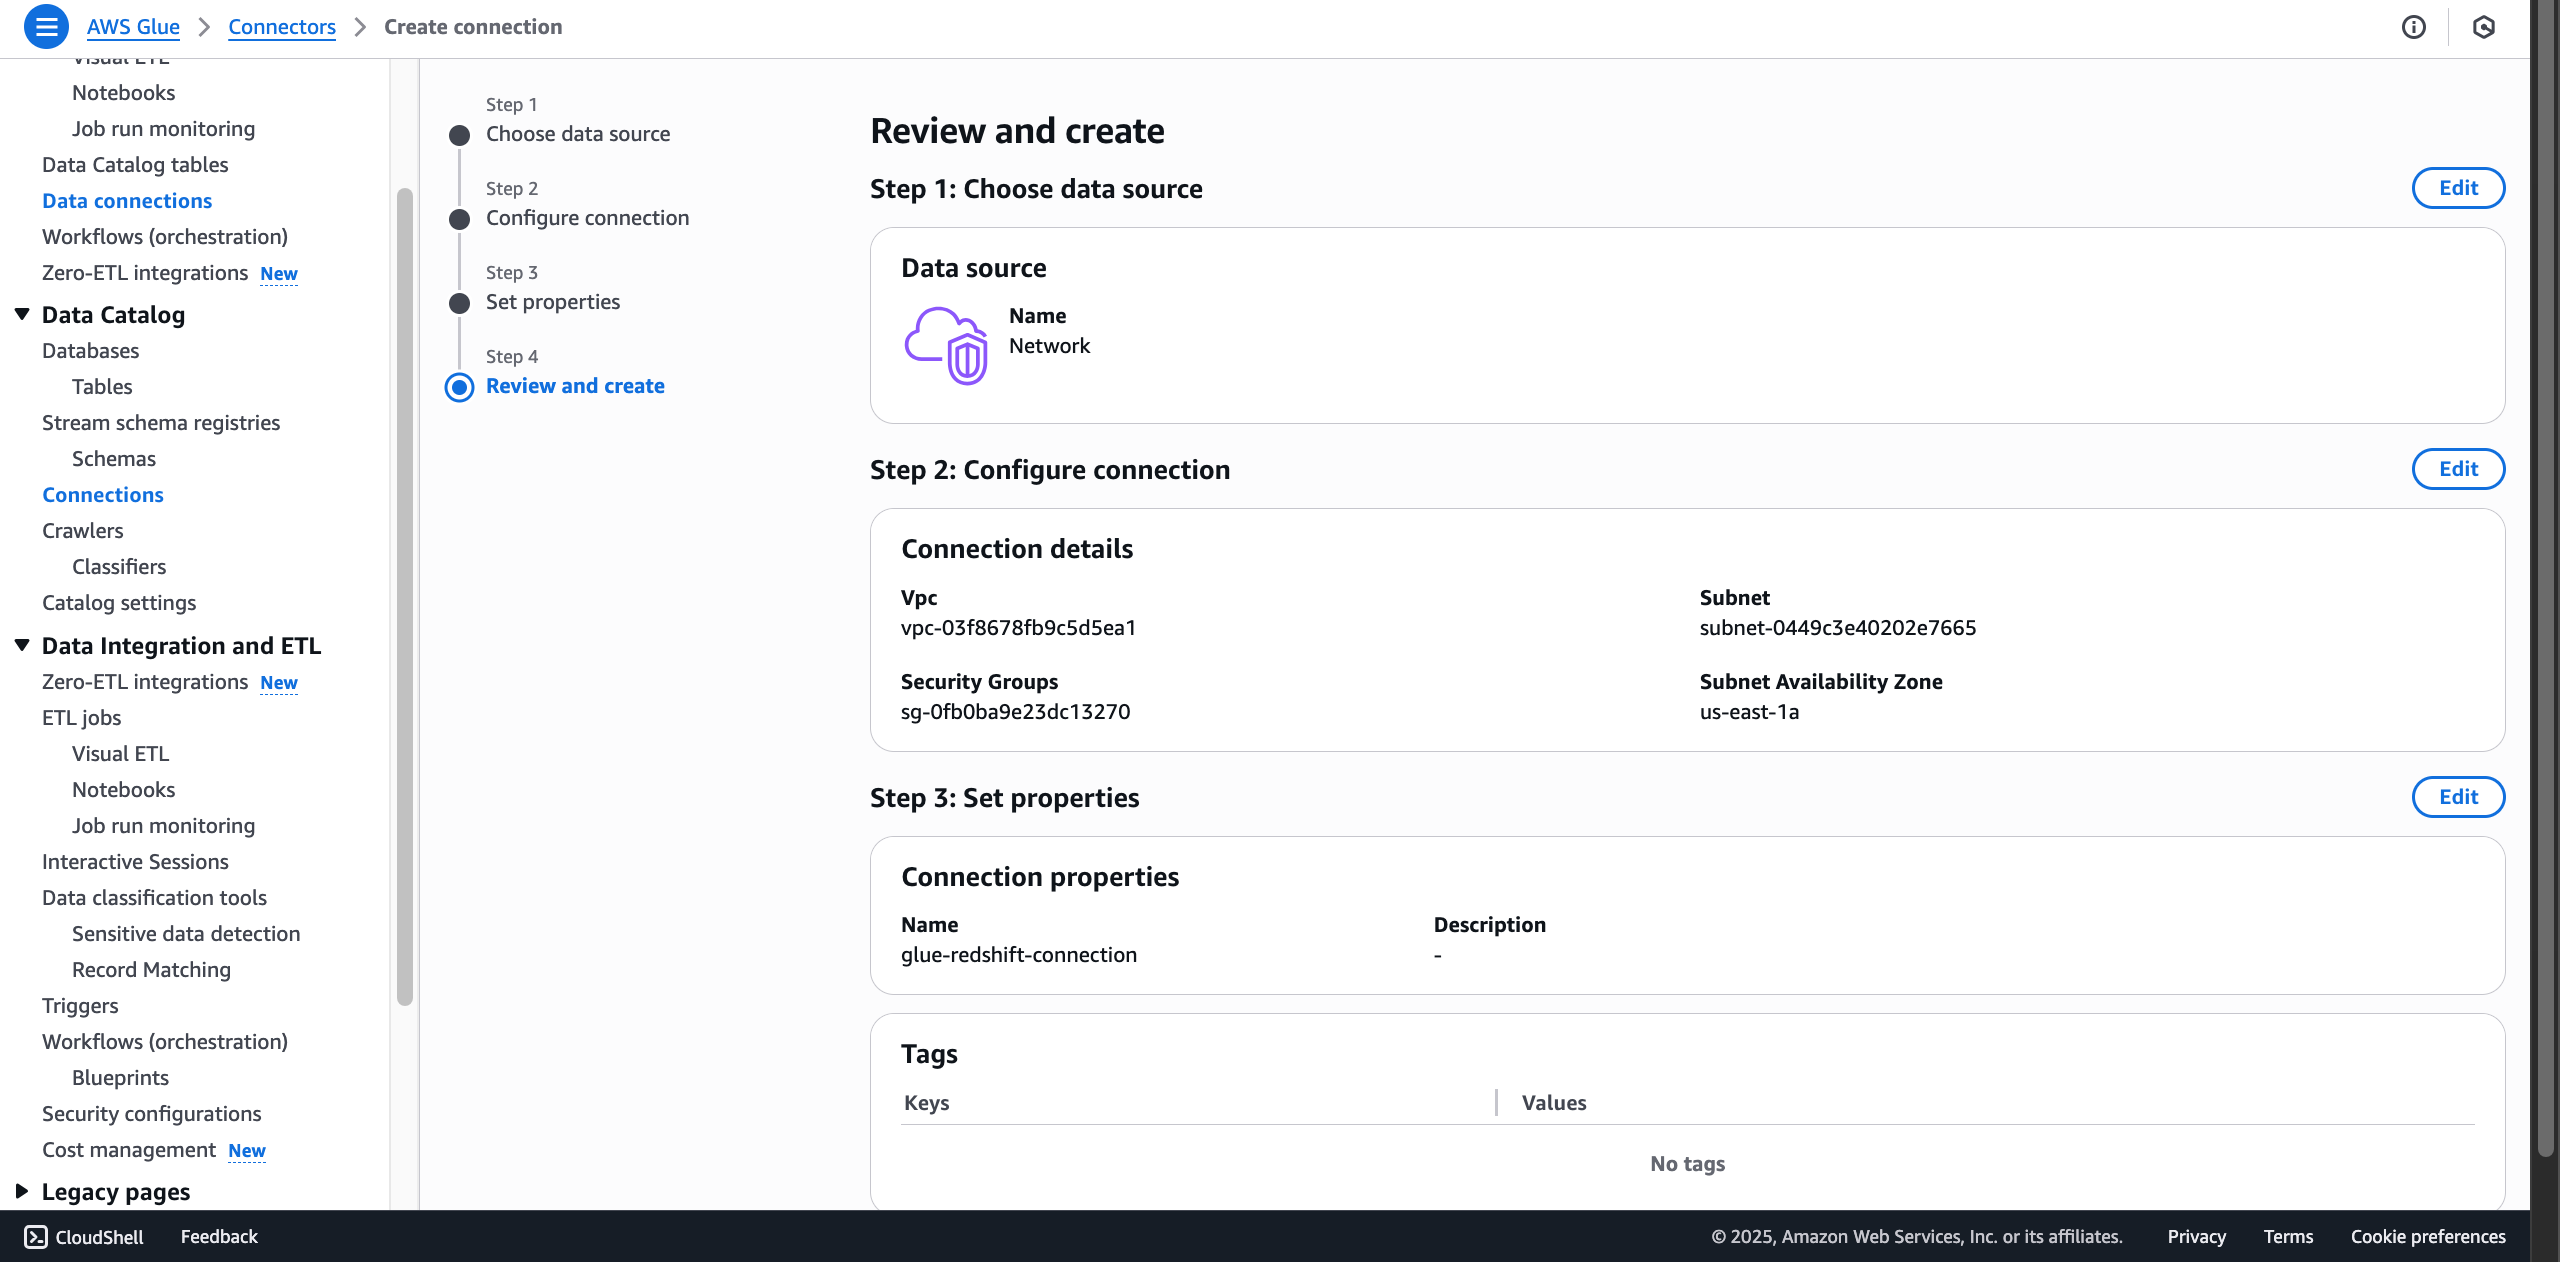 AWS Glue
Connectors
Create connection
Visual ETL
Notebooks
Job run monitoring
Data Catalog tables
Data connections
Workflows (orchestration)
Zero-ETL integrations New
Data Catalog
Databases
Tables
Stream schema registries
Schemas
Connections
Crawlers
Classifiers
Catalog settings
Data Integration and ETL
Zero-ETL integrations New
ETL jobs
Visual ETL
Notebooks
Job run monitoring
Interactive Sessions
Data classification tools
Sensitive data detection
Record Matching
Triggers
Workflows (orchestration)
Blueprints
Security configurations
Cost management New
Legacy pages
Step 1
Choose data source
Step 2
Configure connection
Step 3
Set properties
Step 4
Review and create
Review and create
Step 1: Choose data source
Edit
Data source
Name
Network
Step 2: Configure connection
Edit
Connection details
Vpc
vpc-03f8678fb9c5d5ea1
Subnet
subnet-0449c3e40202e7665
Security Groups
sg-0fb0ba9e23dc13270
Subnet Availability Zone
us-east-1a
Step 3: Set properties
Edit
Connection properties
Name
glue-redshift-connection
Description
-
Tags
Keys
Values
No tags
CloudShell
Feedback
© 2025, Amazon Web Services, Inc. or its affiliates.
Privacy
Terms
Cookie preferences